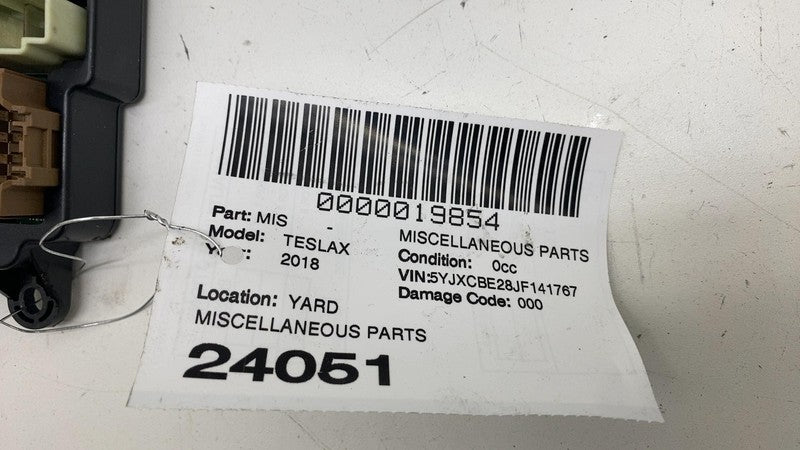 0000019854
Part: MIS -
MISCELLANEOUS PARTS
Model: TESLAX
Condition: 0cc
2018
VIN:5YJXCBE28JF141767
Damage Code: 000
Location: YARD
MISCELLANEOUS PARTS
24051